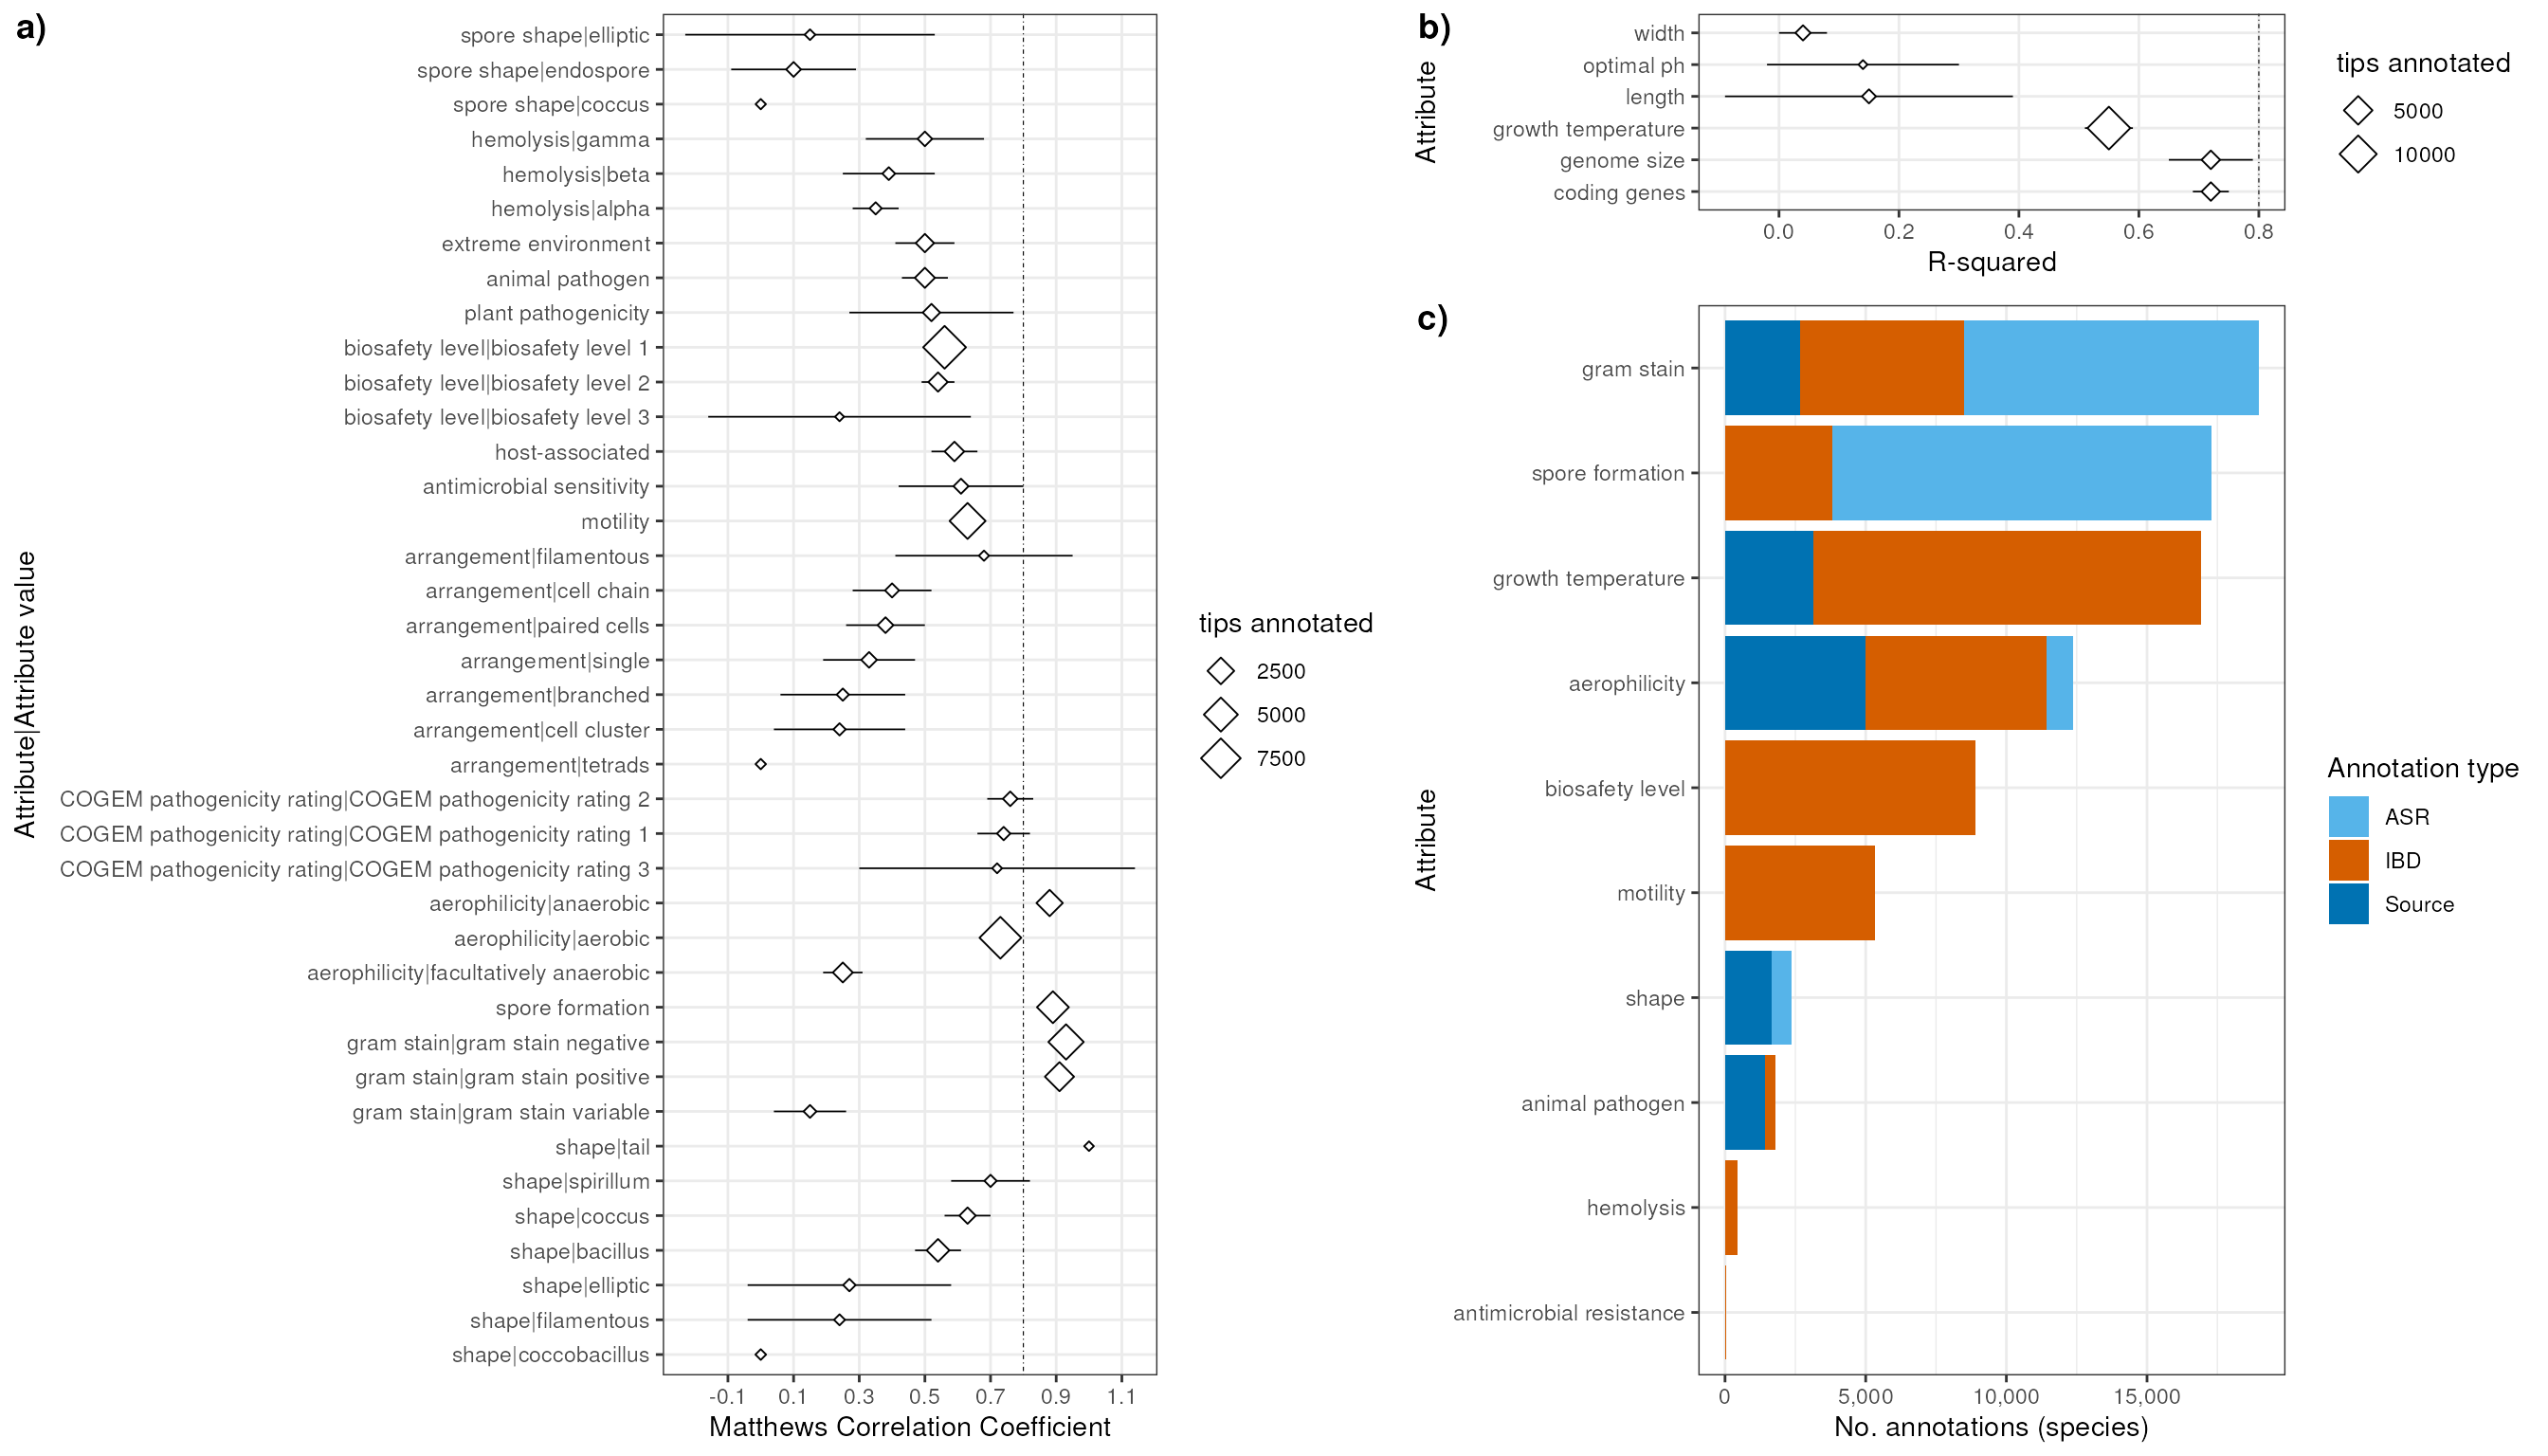 a)
spore shape|elliptic
spore shape|endospore
spore shape|coccus
hemolysis|gamma
hemolysis|beta
hemolysis|alpha
extreme environment
animal pathogen
plant pathogenicity
biosafety level|biosafety level 1
biosafety level|biosafety level 2
biosafety level|biosafety level 3
host-associated
antimicrobial sensitivity
motility
arrangement|filamentous
arrangement|cell chain
arrangement|paired cells
arrangement|single
arrangement|branched
arrangement|cell cluster
arrangement|tetrads
COGEM pathogenicity rating|COGEM pathogenicity rating 2
COGEM pathogenicity rating|COGEM pathogenicity rating 1
COGEM pathogenicity rating|COGEM pathogenicity rating 3
aerophilicity|anaerobic
aerophilicity|aerobic
aerophilicity|facultatively anaerobic
spore formation
gram stain|gram stain negative
gram stain|gram stain positive
gram stain|gram stain variable
shape|tail
shape|spirillum
shape|coccus
shape|bacillus
shape|elliptic
shape|filamentous
shape|coccobacillus
Attribute|Attribute value
-0.1 0.1 0.3 0.5 0.7 0.9 1.1
Matthews Correlation Coefficient
tips annotated
2500
5000
7500
b)
width
optimal ph
length
growth temperature
genome size
coding genes
Attribute
0.0 0.2 0.4 0.6 0.8
R-squared
tips annotated
5000
10000
c)
gram stain
spore formation
growth temperature
aerophilicity
biosafety level
motility
shape
animal pathogen
hemolysis
antimicrobial resistance
Attribute
0 5,000 10,000 15,000
No. annotations (species)
Annotation type
ASR
IBD
Source